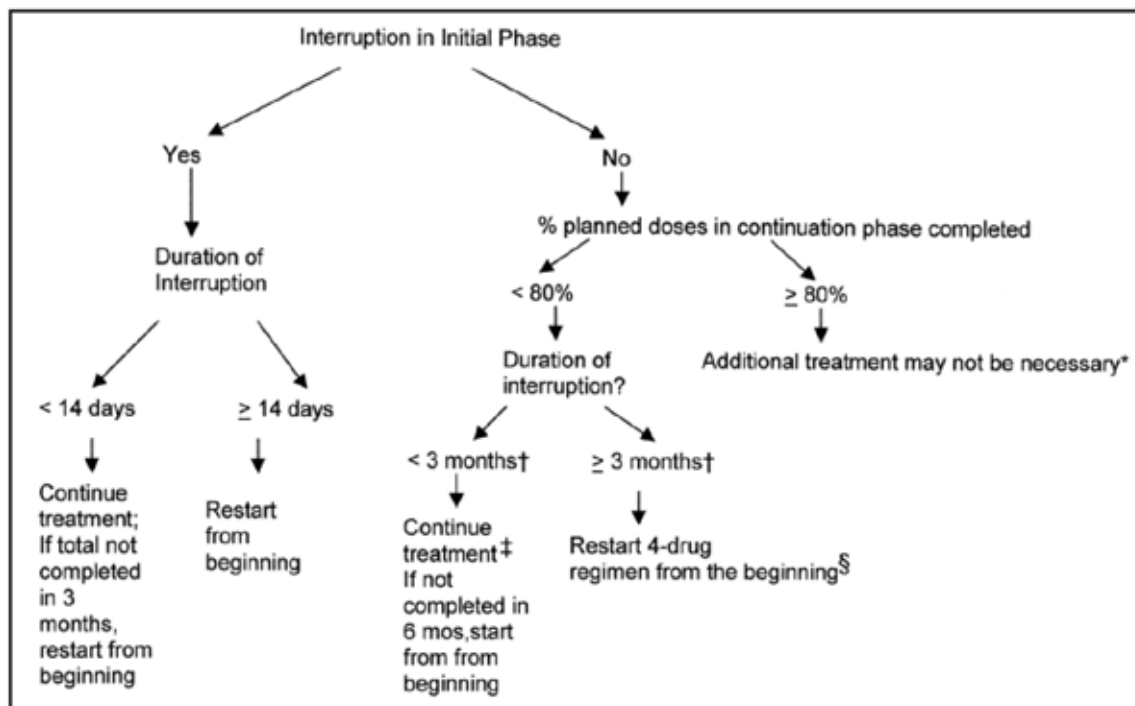 Interruption in Initial Phase
Yes
No
Duration of
Interruption
% planned doses in continuation phase completed
< 80%
≥ 80%
Duration of
interruption?
Additional treatment may not be necessary*
< 14 days
≥ 14 days
< 3 months†
≥ 3 months†
Continue
treatment;
If total not
completed
in 3
months,
restart from
beginning
Restart
from
beginning
Continue
treatment‡
If not
completed in
6 mos,start
from from
beginning
Restart 4-drug
regimen from the beginning§